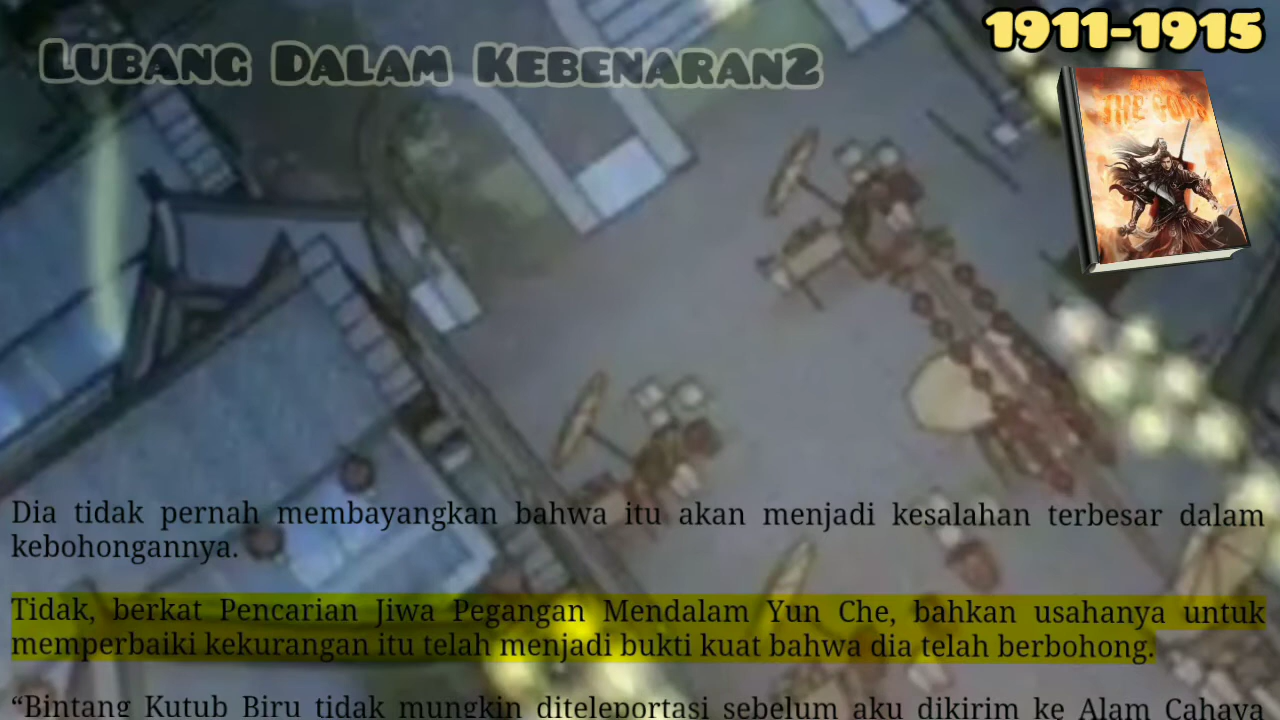 1911-1915
Lubang Dalam Kebenaran2
THE GODS
Dia tidak pernah membayangkan bahwa itu akan menjadi kesalahan terbesar dalam
kebohongannya.
Tidak, berkat Pencarian Jiwa Pegangan Mendalam Yun Che, bahkan usahanya untuk
memperbaiki kekurangan itu telah menjadi bukti kuat bahwa dia telah berbohong.
“Bintang Kutub Biru tidak mungkin diteleportasi sebelum aku dikirim ke Alam Cahaya